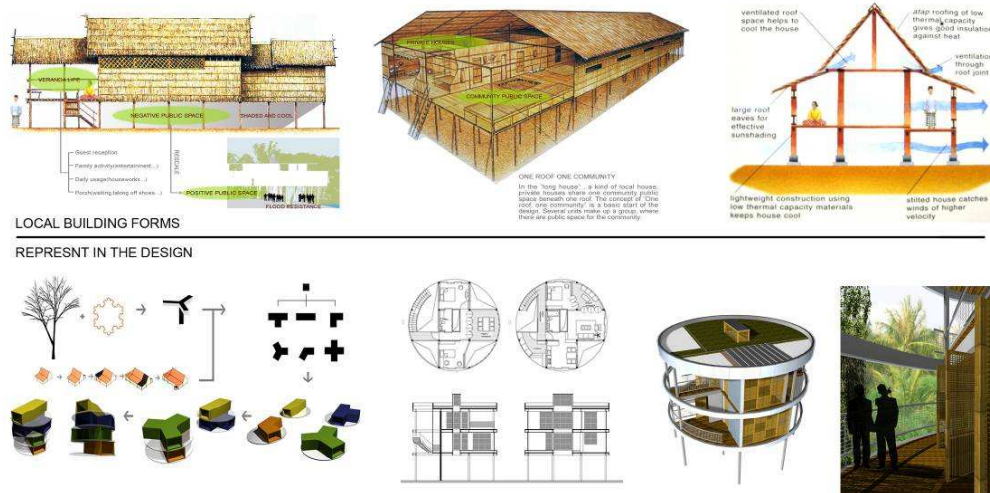 VERANDA LIFE
NEGATIVE PUBLIC SPACE
SHADED AND COOL
Guest reception
Family activity(entertainment...)
Daily usage(houseworks...)
Porch(waiting,taking off shoes...)
RESCALE
POSITIVE PUBLIC SPACE
FLOOD RESISTANCE
PRIVATE HOUSES
COMMUNITY PUBLIC SPACE
ONE ROOF ONE COMMUNITY
In the "long house" , a kind of local house,
private houses share one community public
space beneath one roof. The concept of "One
roof, one community" is a basic start of the
design. Several units make up a group, where
there are public space for the community.
ventilated roof
space helps to
cool the house
atap roofing of low
thermal capacity
gives good insulation
against heat
ventilation
through
roof joint
large roof
eaves for
effective
sunshading
lightweight construction using
low thermal capacity materials
keeps house cool
stilted house catches
winds of higher
velocity
LOCAL BUILDING FORMS
REPRESNT IN THE DESIGN